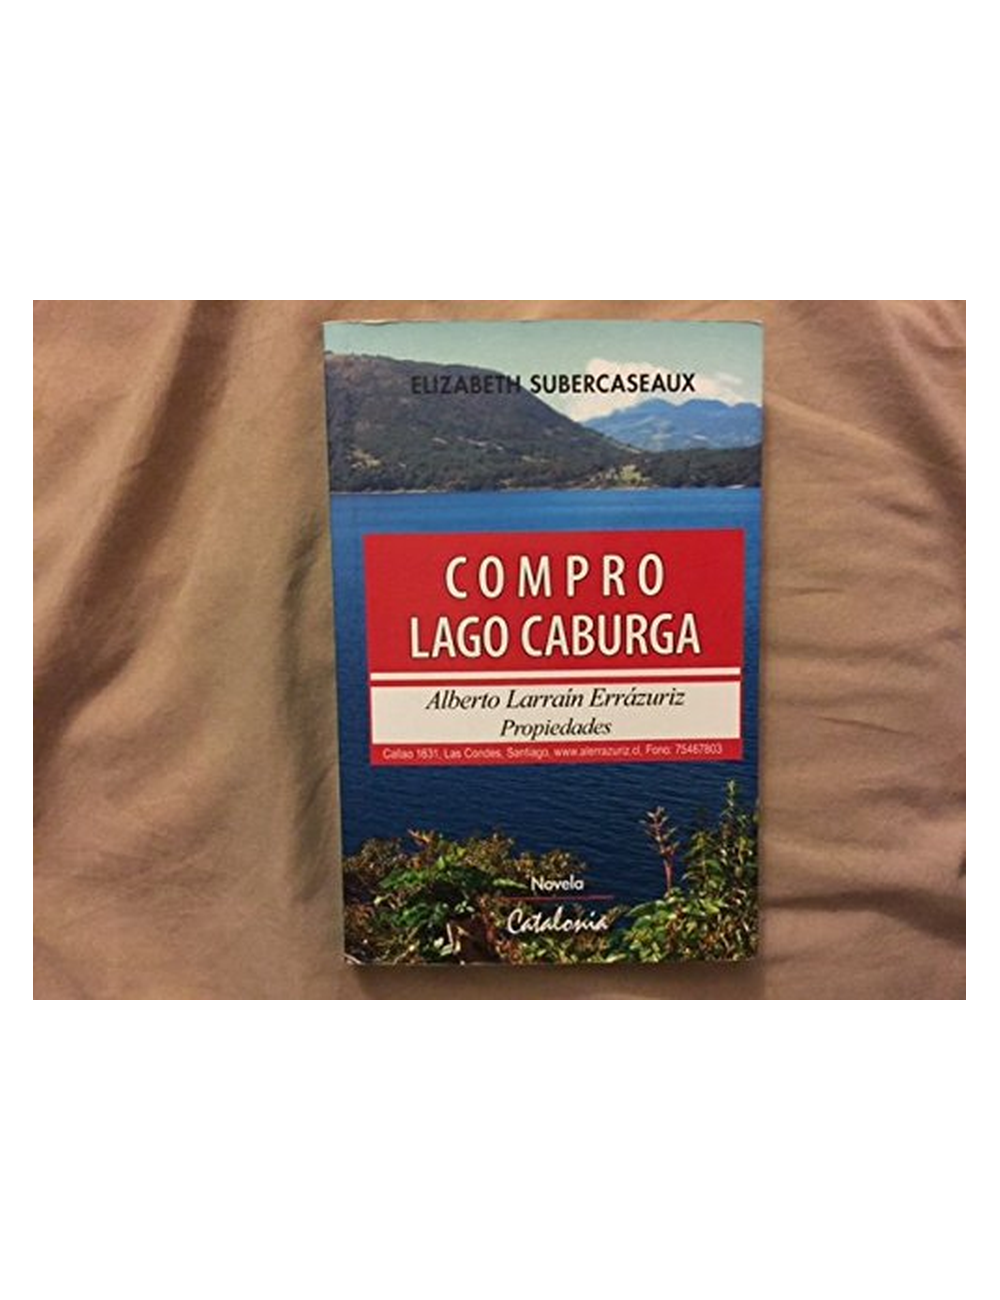 ELIZABETH SUBERCASEAUX
COMPRO
LAGO CABURGA
Alberto Larraín Errázuriz
Propiedades
Callao 1631, Las Condes, Santiago, www.alerrazuriz.cl, Fono: 75467803
Novela
Catalonia